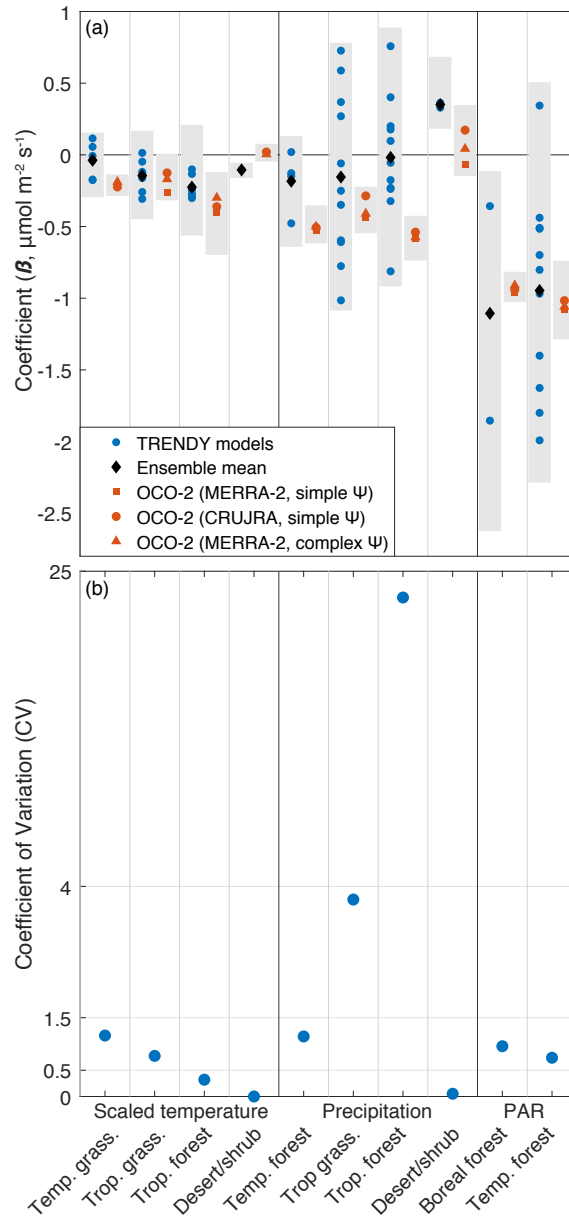 (a)
1
0.5
0
-0.5
-1
-1.5
-2
-2.5
Coefficient (ß, μmol m⁻² s⁻¹)
TRENDY models
Ensemble mean
OCO-2 (MERRA-2, simple Ψ)
OCO-2 (CRUJRA, simple Ψ)
OCO-2 (MERRA-2, complex Ψ)
(b)
25
4
1.5
0.5
0
Coefficient of Variation (CV)
Scaled temperature Precipitation PAR
Temp. grass.
Trop. grass.
Trop. forest
Desert/shrub
Temp. forest
Trop grass.
Trop. forest
Desert/shrub
Boreal forest
Temp. forest